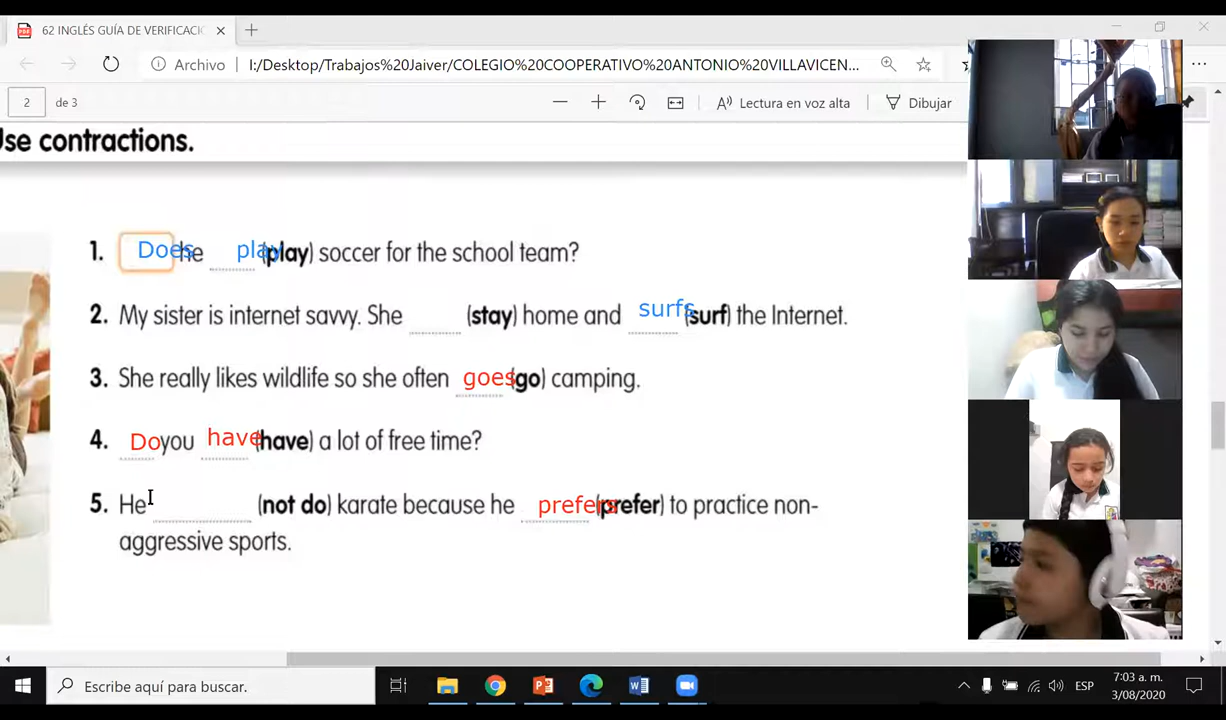 62 INGLÉS GUÍA DE VERIFICACI
Archivo I:/Desktop/Trabajos%20Jaiver/COLEGIO%20COOPERATIVO%20ANTONIO%20VILLAVICEN...
2 de 3 Lectura en voz alta Dibujar
Use contractions.
1. Does he play (play) soccer for the school team?
2. My sister is internet savvy. She (stay) home and surfs (surf) the Internet.
3. She really likes wildlife so she often goes (go) camping.
4. Do you have (have) a lot of free time?
5. He (not do) karate because he prefers (prefer) to practice non-
aggressive sports.
Escribe aquí para buscar.
ESP
7:03 a. m.
3/08/2020